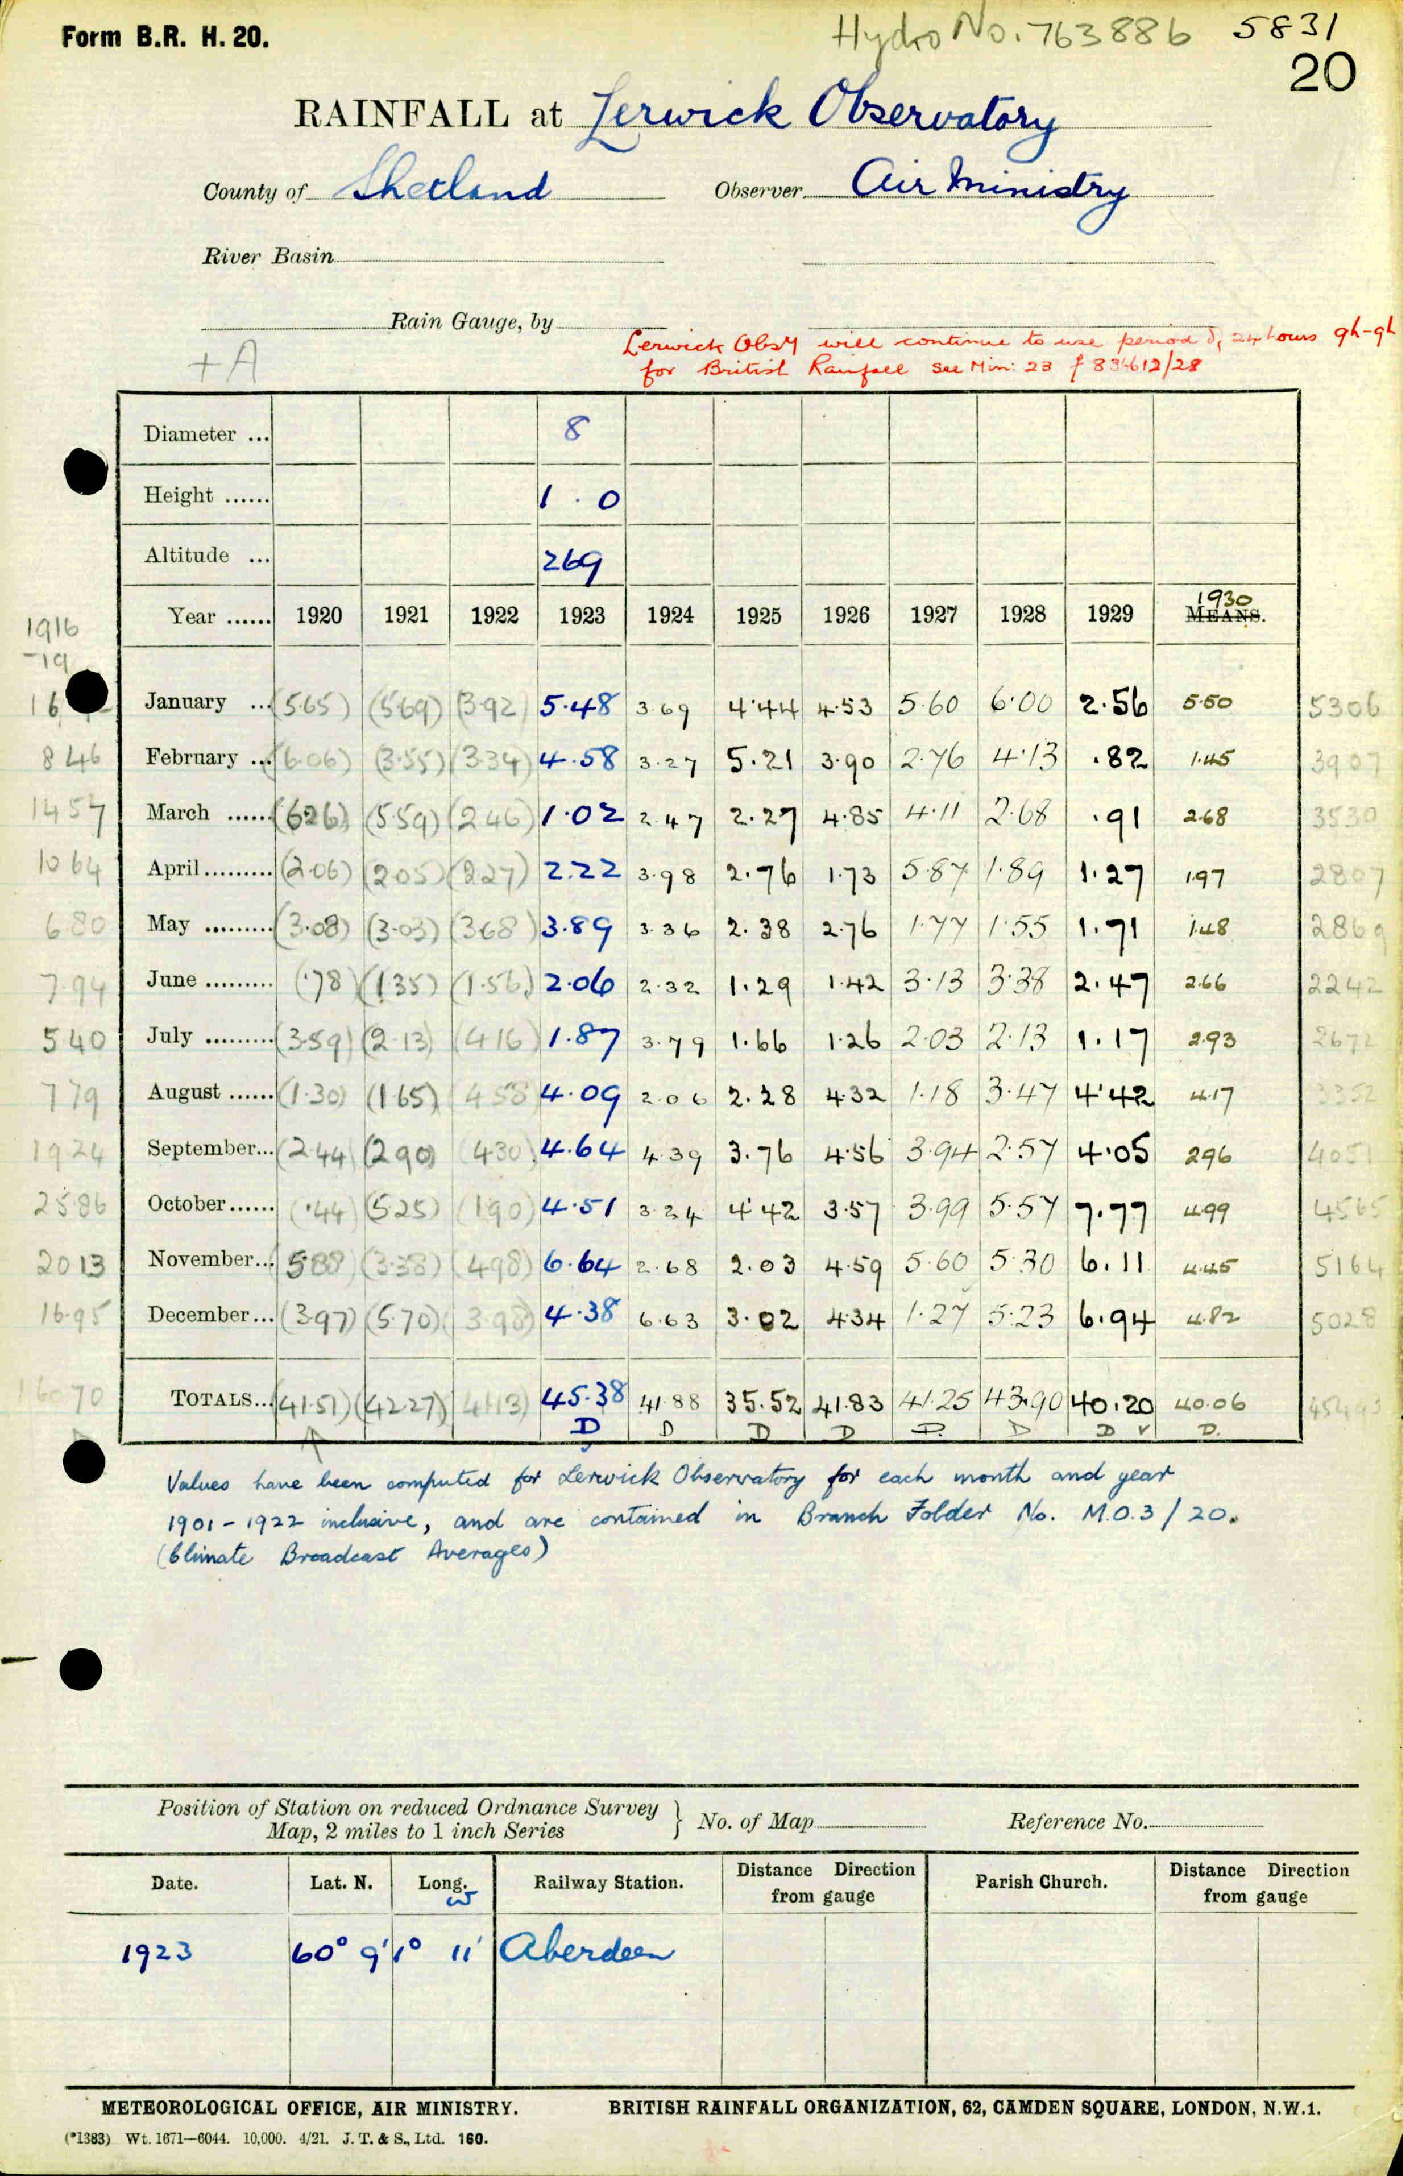 Form B.R. H. 20.
Hydro No. 763886 5831
20
RAINFALL at Lerwick Observatory
County of Shetland Observer Air Ministry
River Basin
Rain Gauge, by
+A
Lerwick Obsy will continue to use period of 24 hours 9h-9h
for British Rainfall see Min: 23 f 834612/28
Diameter ... 8
Height ...... 1 . 0
Altitude ... 269
1930
Year ...... 1920 1921 1922 1923 1924 1925 1926 1927 1928 1929 MEANS.
1916
-19
January ... (5.65) (5.69) (3.92) 5.48 3.69 4.44 4.53 5.60 6.00 2.56 5.50 5306
846 February ... (6.06) (3.55) (3.34) 4.58 3.27 5.21 3.90 2.76 4.13 .82 1.45 3907
1457 March ...... (6.26) (5.59) (2.46) 1.02 2.47 2.27 4.85 4.11 2.68 .91 2.68 3530
1064 April ......... (2.06) (2.05) (2.27) 2.22 3.98 2.76 1.73 5.87 1.89 1.27 1.97 2807
680 May ......... (3.08) (3.03) (3.68) 3.89 3.36 2.38 2.76 1.77 1.55 1.71 1.48 2869
7.94 June ......... (.78) (1.35) (1.56) 2.06 2.32 1.29 1.42 3.13 3.38 2.47 2.66 2242
540 July ......... (3.59) (2.13) (4.16) 1.87 3.79 1.66 1.26 2.03 2.13 1.17 2.93 2672
779 August ...... (1.30) (1.65) (4.58) 4.09 2.06 2.28 4.32 1.18 3.47 4.42 4.17 3352
1924 September... (2.44) (2.90) (4.30) 4.64 4.39 3.76 4.56 3.94 2.57 4.05 2.96 4051
2586 October ...... (.44) (5.25) (1.90) 4.51 3.24 4.42 3.57 3.99 5.57 7.77 4.99 4565
2013 November... (5.88) (3.38) (4.98) 6.64 2.68 2.03 4.59 5.60 5.30 6.11 4.45 5164
16.95 December... (3.97) (5.70) (3.98) 4.38 6.63 3.02 4.34 1.27 5.23 6.94 4.82 5028
16070 TOTALS... (41.51) (42.27) (41.13) 45.38 41.88 35.52 41.83 41.25 43.90 40.20 40.06 45493
D D D D D D D D
Values have been computed for Lerwick Observatory for each month and year
1901-1922 inclusive, and are contained in Branch Folder No. M.O.3/20.
(Climate Broadcast Averages)
Position of Station on reduced Ordnance Survey
Map, 2 miles to 1 inch Series } No. of Map Reference No.
Date. Lat. N. Long. W Railway Station. Distance Direction from gauge Parish Church. Distance Direction from gauge
1923 60° 9' 1° 11' Aberdeen
METEOROLOGICAL OFFICE, AIR MINISTRY. BRITISH RAINFALL ORGANIZATION, 62, CAMDEN SQUARE, LONDON, N.W.1.
(*1383) Wt. 1671—6044. 10,000. 4/21. J. T. & S., Ltd. 160.